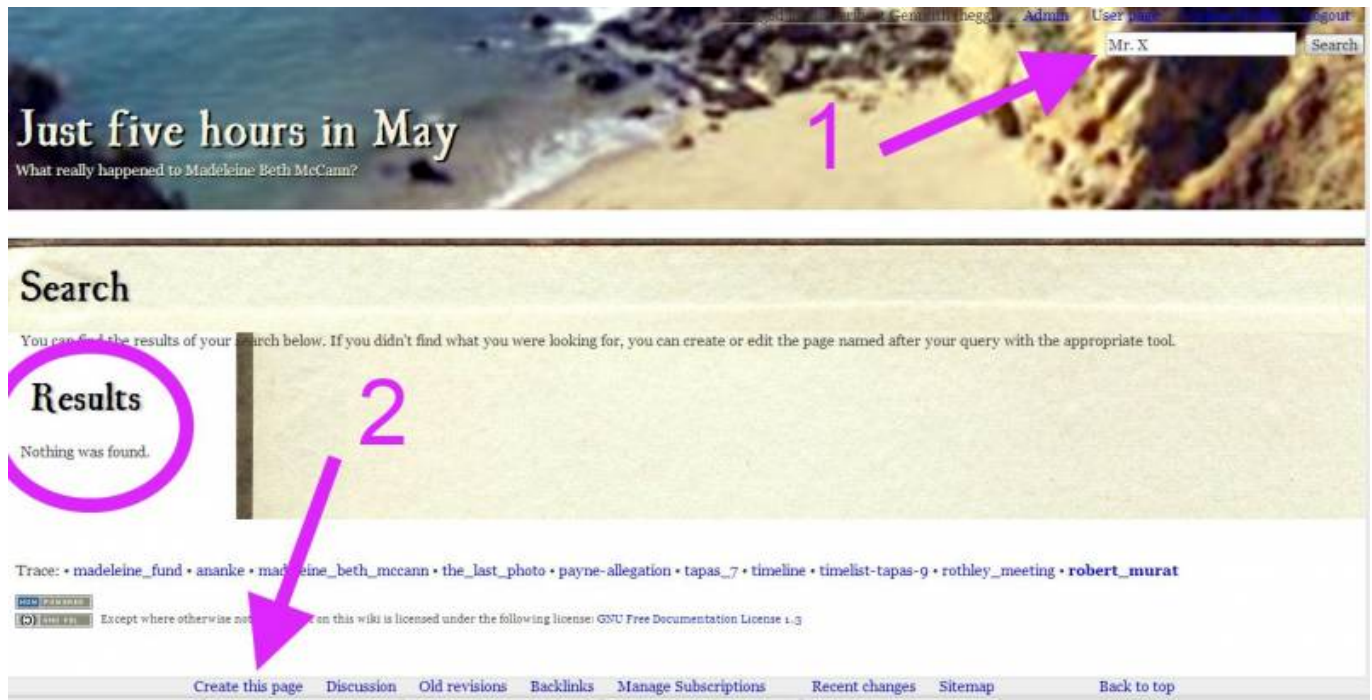 Admin User page Logout
Mr. X Search
1
Just five hours in May
What really happened to Madeleine Beth McCann?
Search
You can find the results of your search below. If you didn't find what you were looking for, you can create or edit the page named after your query with the appropriate tool.
Results
2
Nothing was found.
Trace: • madeleine_fund • ananke • madeleine_beth_mccann • the_last_photo • payne-allegation • tapas_7 • timeline • timelist-tapas-9 • rothley_meeting • robert_murat
Except where otherwise on this wiki is licensed under the following license: GNU Free Documentation License 1.3
Create this page Discussion Old revisions Backlinks Manage Subscriptions Recent changes Sitemap Back to top